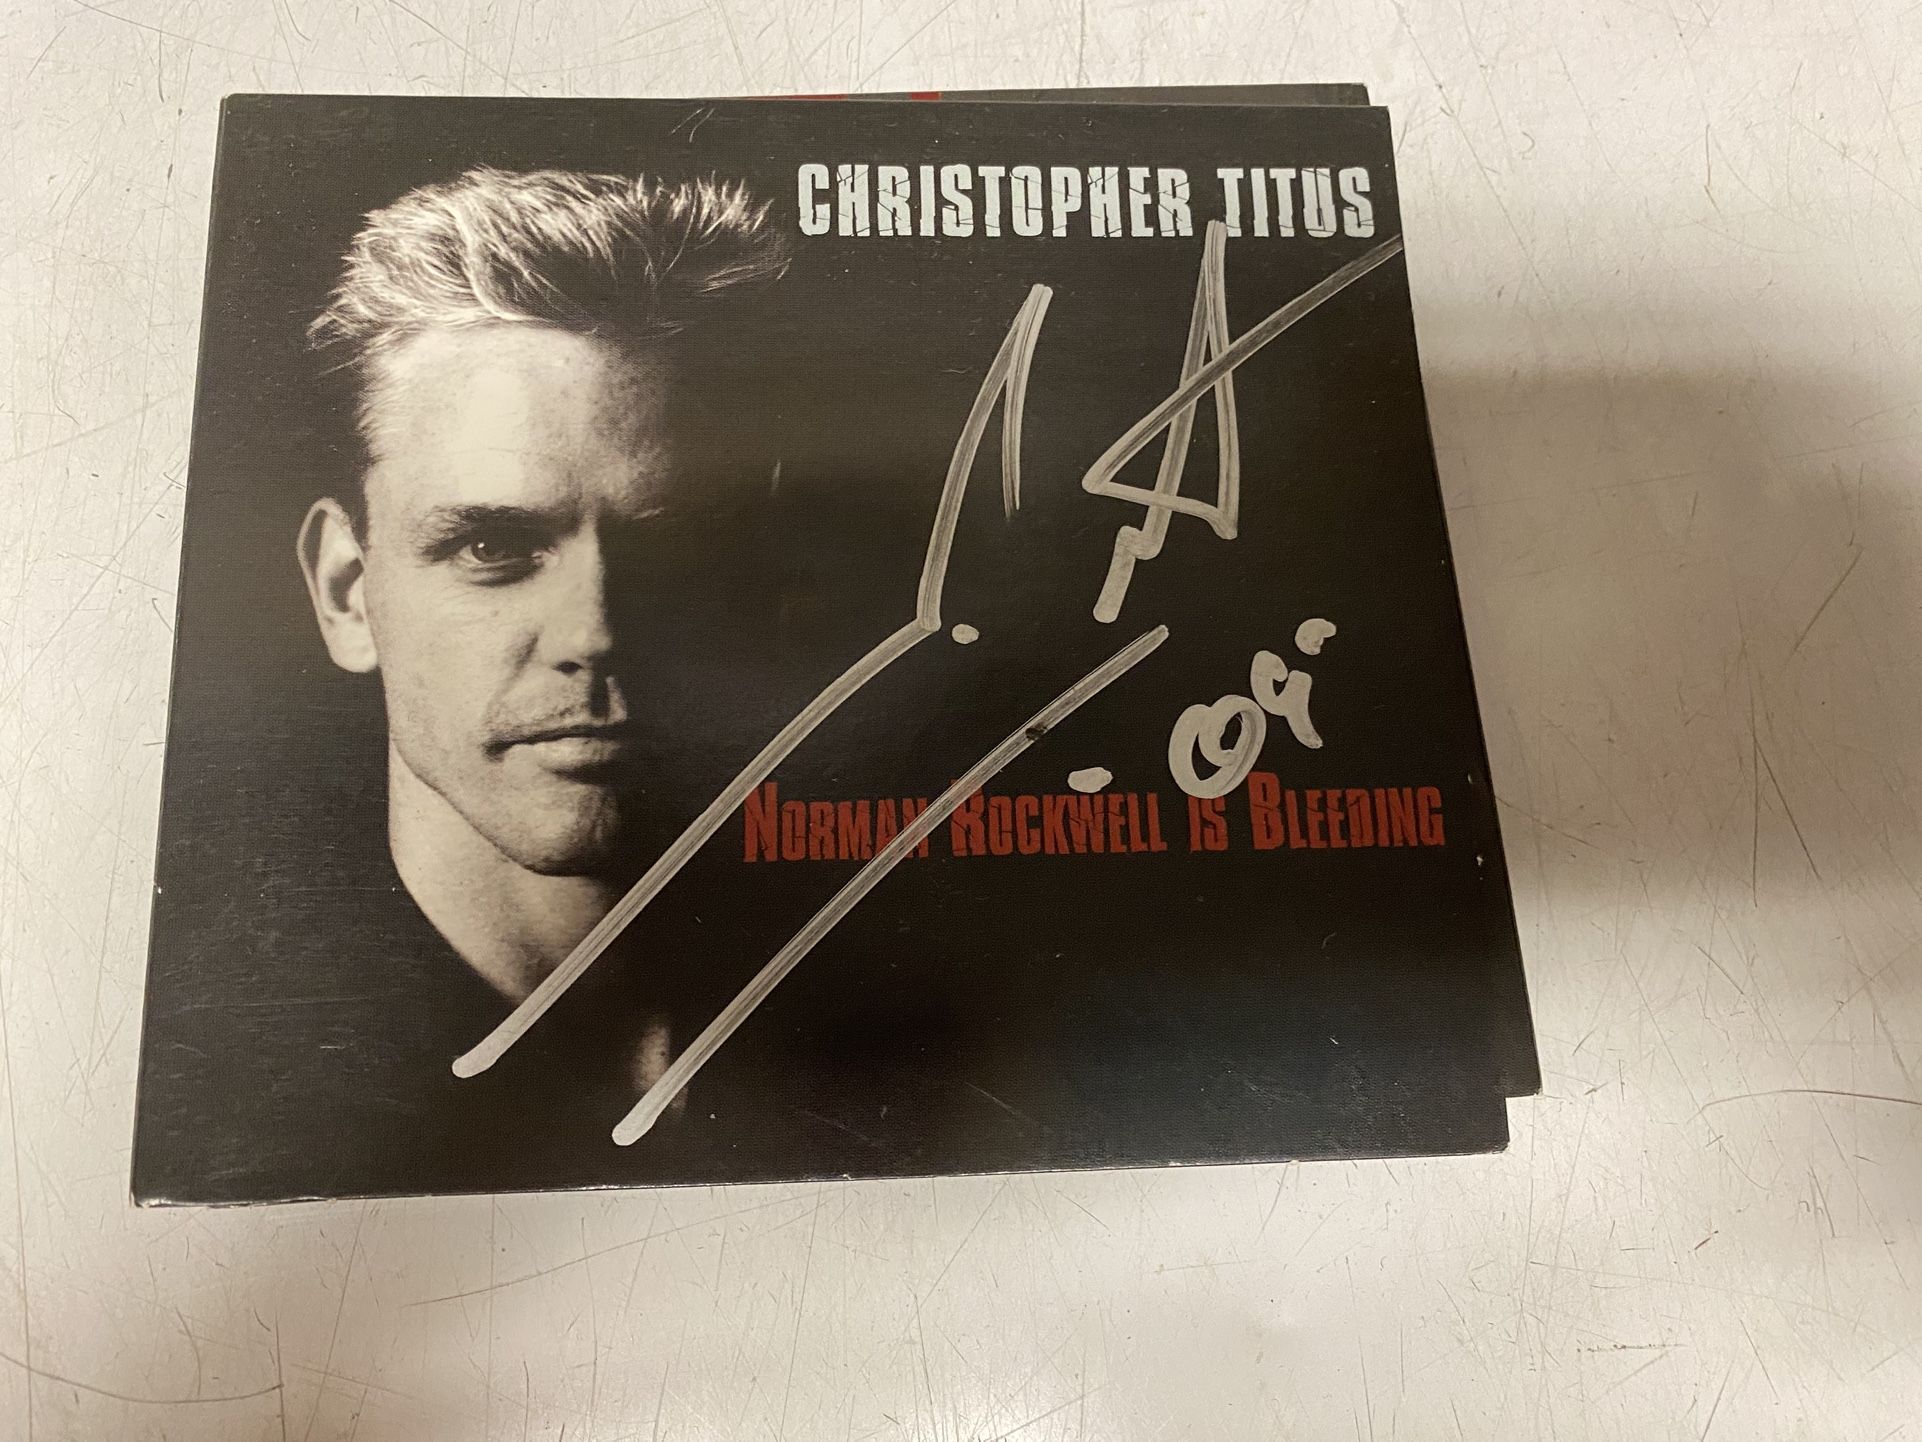 CHRISTOPHER TITUS
NORMAN ROCKWELL IS BLEEDING